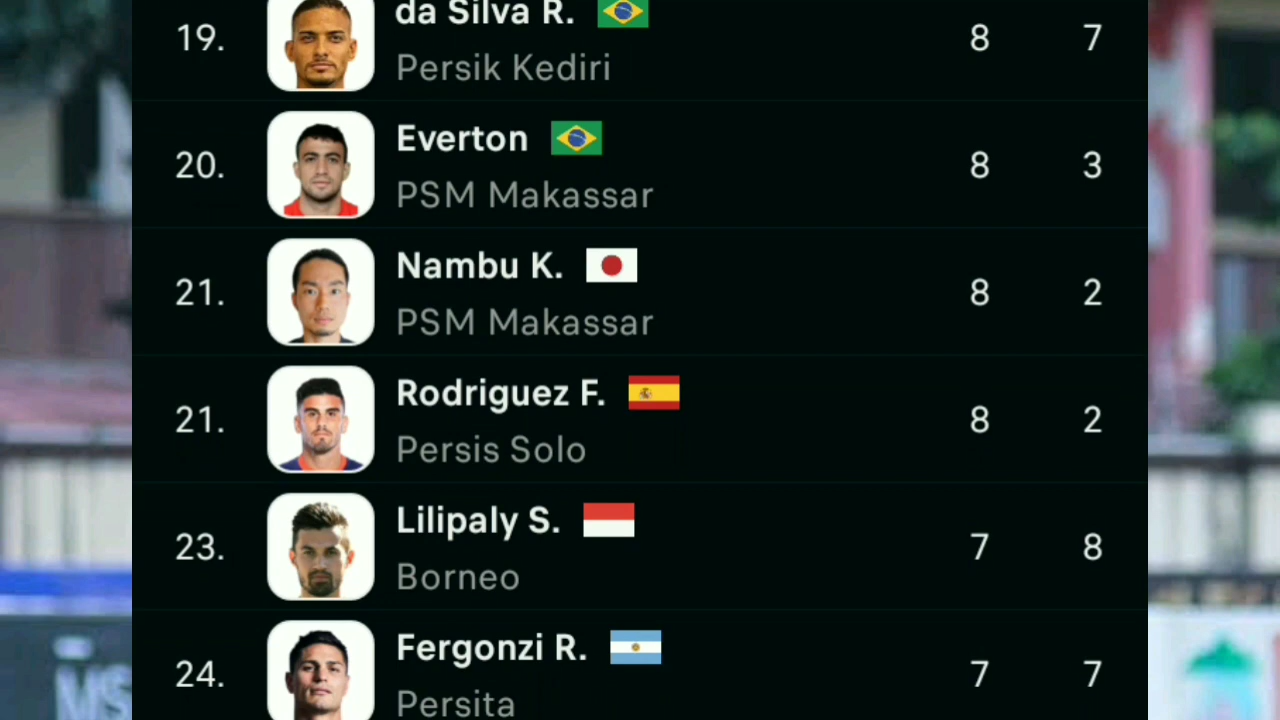 19. da Silva R. 8 7
Persik Kediri
20. Everton 8 3
PSM Makassar
21. Nambu K. 8 2
PSM Makassar
21. Rodriguez F. 8 2
Persis Solo
23. Lilipaly S. 7 8
Borneo
24. Fergonzi R. 7 7
Persita
MS